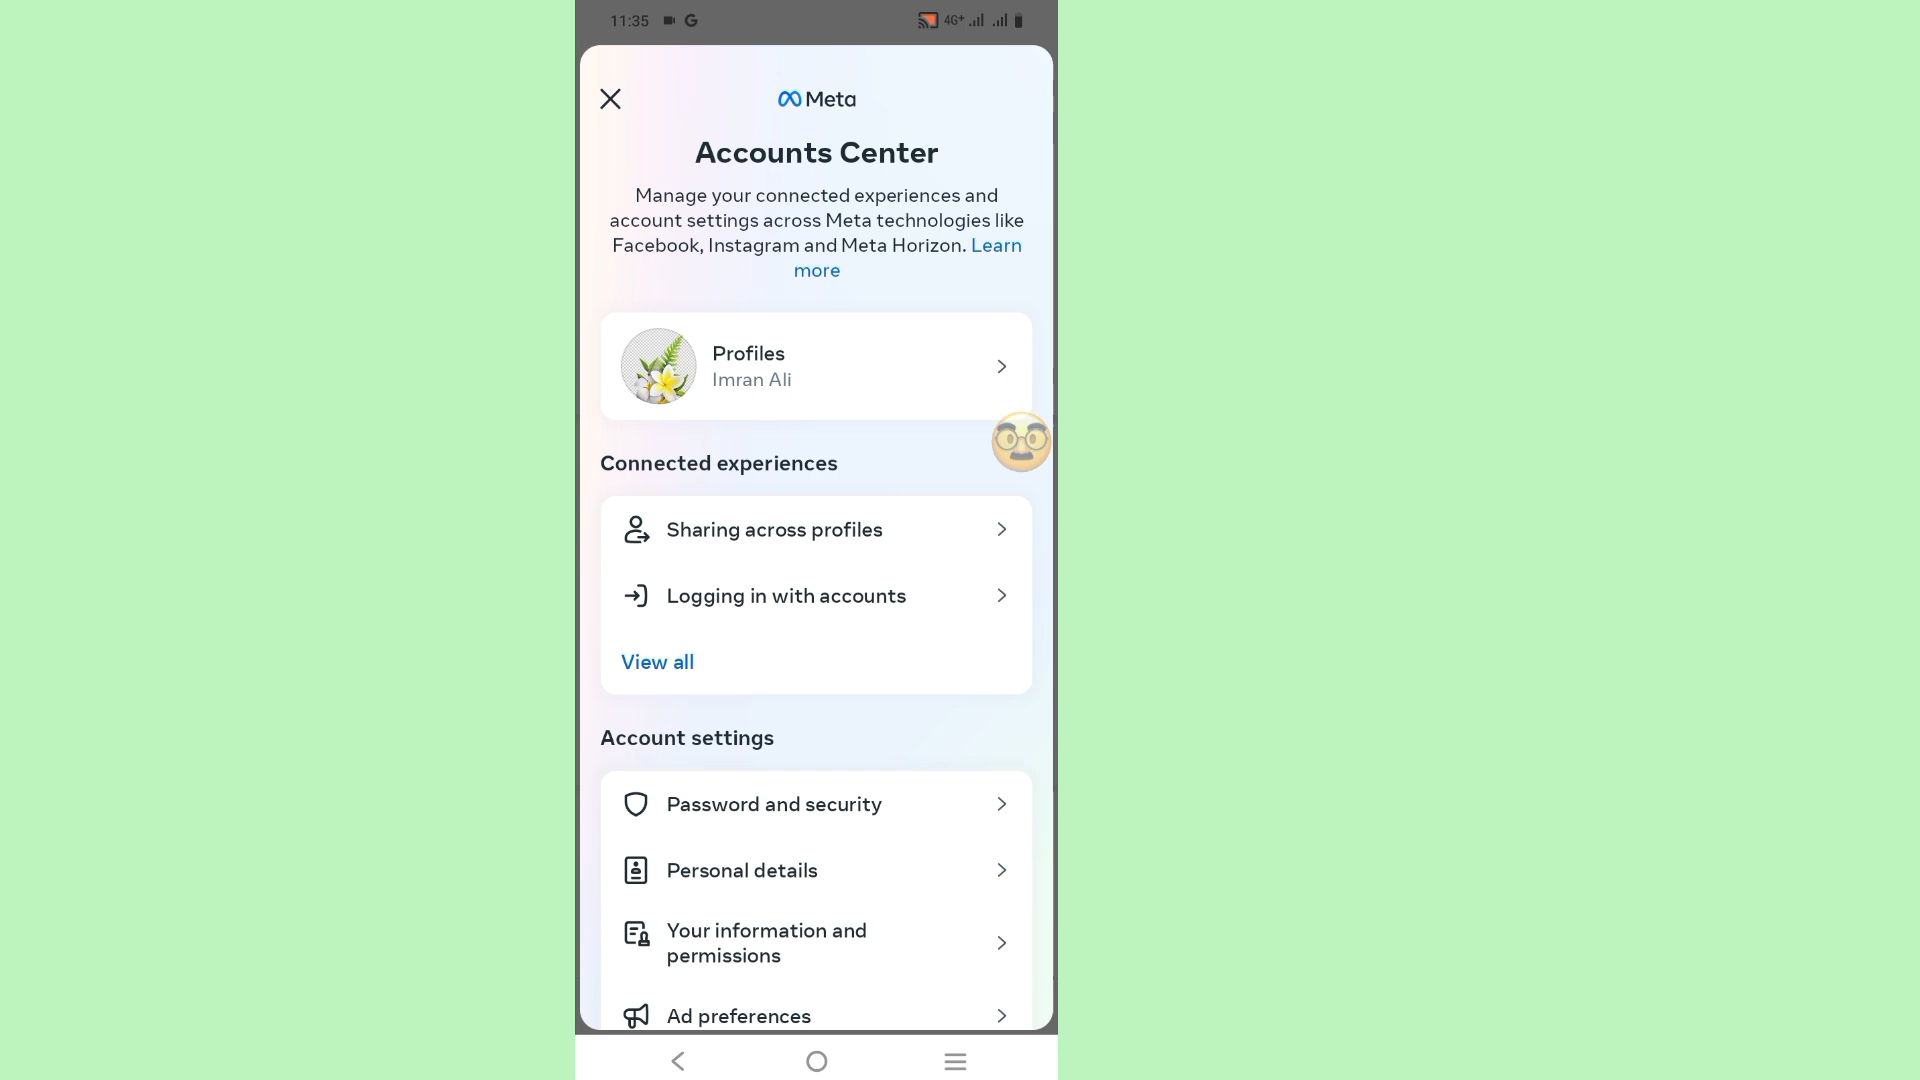 11:35
4G+
Meta
Accounts Center
Manage your connected experiences and
account settings across Meta technologies like
Facebook, Instagram and Meta Horizon. Learn
more
Profiles
Imran Ali
Connected experiences
Sharing across profiles
Logging in with accounts
View all
Account settings
Password and security
Personal details
Your information and
permissions
Ad preferences